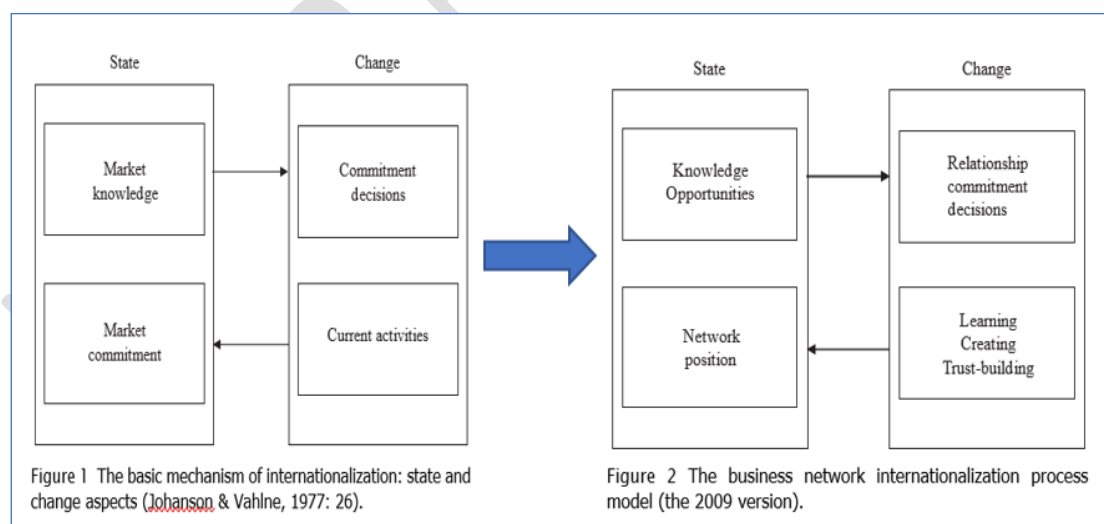 State
Change
Market
knowledge
Commitment
decisions
Market
commitment
Current activities
Figure 1 The basic mechanism of internationalization: state and
change aspects (Johanson & Vahlne, 1977: 26).
State
Change
Knowledge
Opportunities
Relationship
commitment
decisions
Network
position
Learning
Creating
Trust-building
Figure 2 The business network internationalization process
model (the 2009 version).